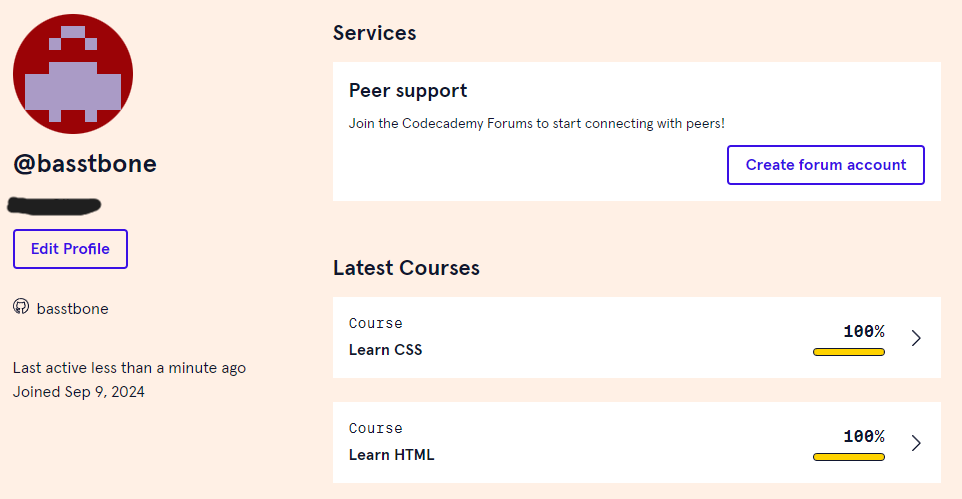 @basstbone
Edit Profile
basstbone
Last active less than a minute ago
Joined Sep 9, 2024
Services
Peer support
Join the Codecademy Forums to start connecting with peers!
Create forum account
Latest Courses
Course
Learn CSS
100%
Course
Learn HTML
100%